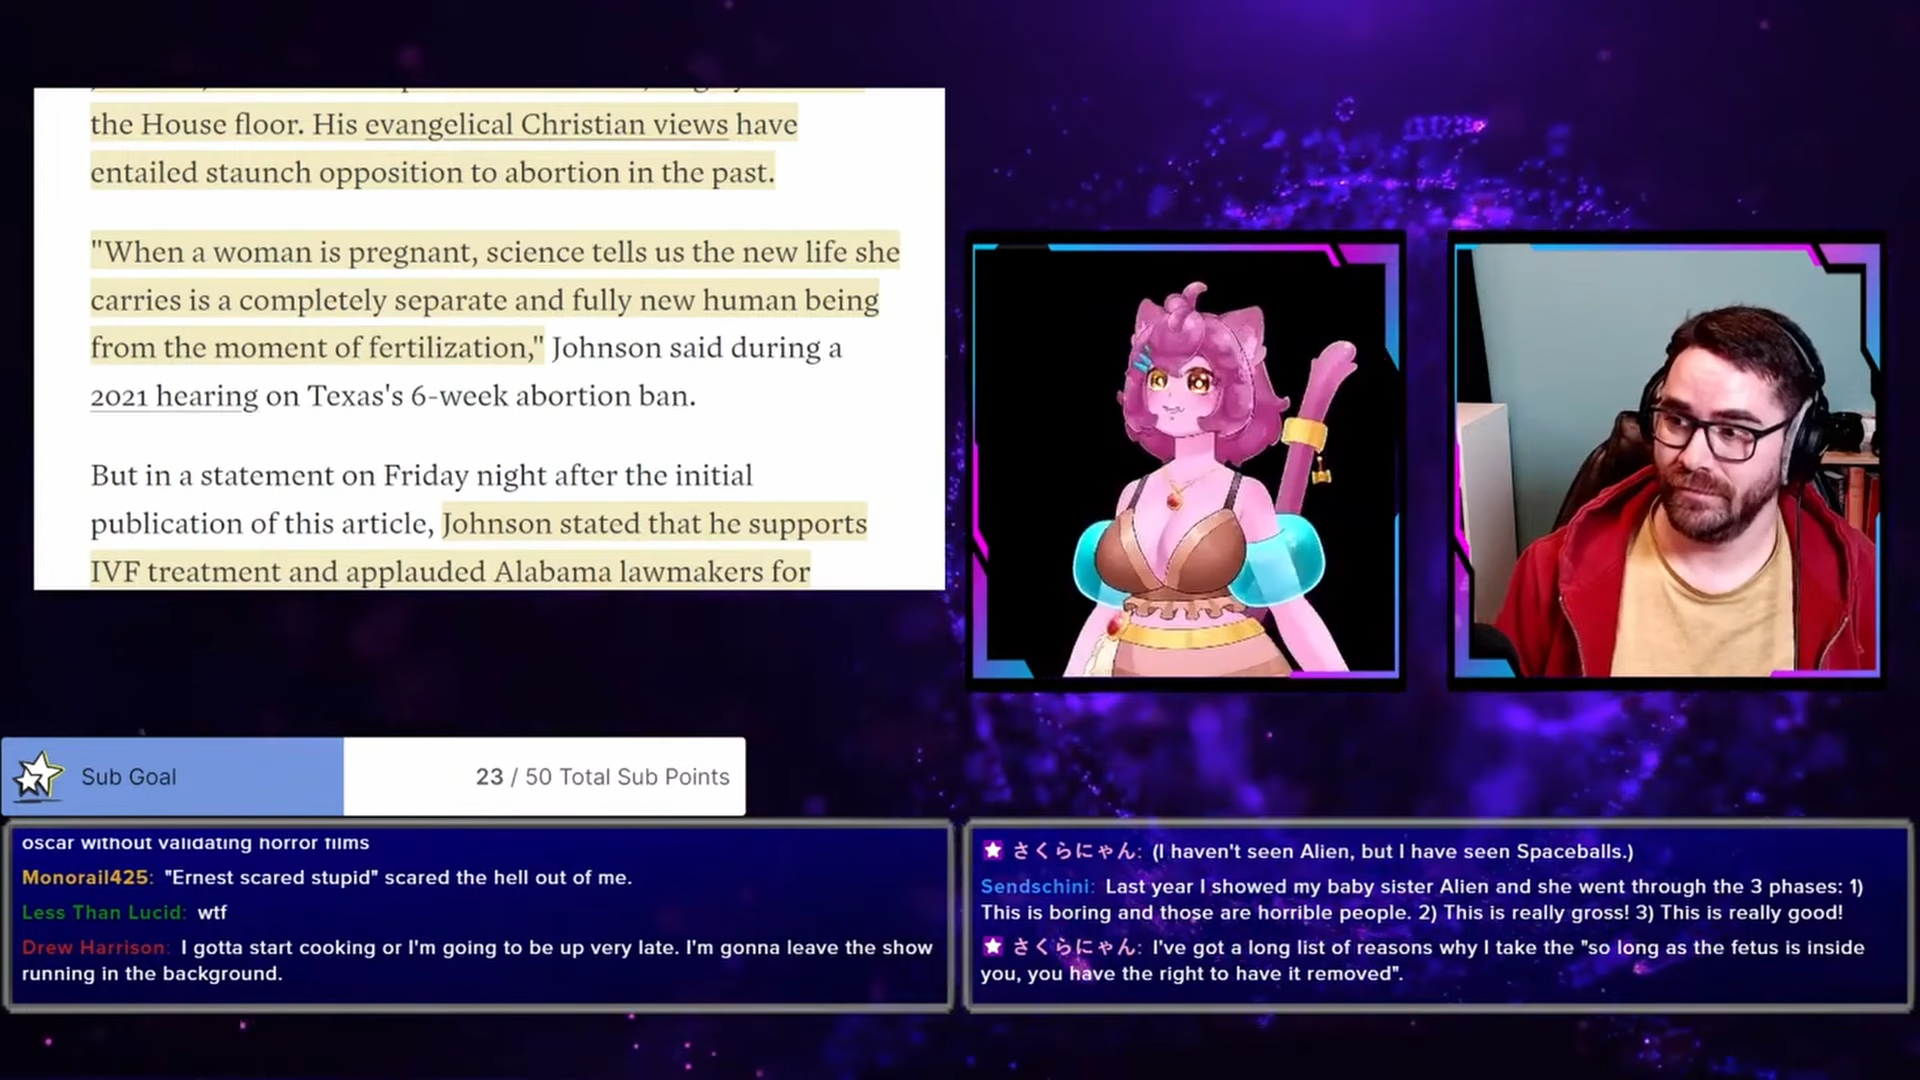 the House floor. His evangelical Christian views have
entailed staunch opposition to abortion in the past.
"When a woman is pregnant, science tells us the new life she
carries is a completely separate and fully new human being
from the moment of fertilization," Johnson said during a
2021 hearing on Texas's 6-week abortion ban.
But in a statement on Friday night after the initial
publication of this article, Johnson stated that he supports
IVF treatment and applauded Alabama lawmakers for
Sub Goal
23 / 50 Total Sub Points
oscar without validating horror films
Monorail425: "Ernest scared stupid" scared the hell out of me.
Less Than Lucid: wtf
Drew Harrison: I gotta start cooking or I'm going to be up very late. I'm gonna leave the show
running in the background.
さくらにゃん: (I haven't seen Alien, but I have seen Spaceballs.)
Sendschini: Last year I showed my baby sister Alien and she went through the 3 phases: 1)
This is boring and those are horrible people. 2) This is really gross! 3) This is really good!
さくらにゃん: I've got a long list of reasons why I take the "so long as the fetus is inside
you, you have the right to have it removed".